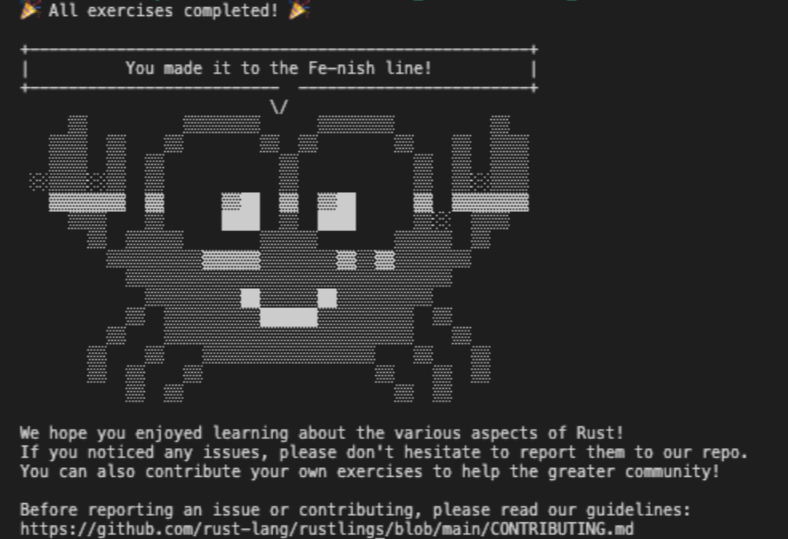 🎉 All exercises completed! 🎉
You made it to the Fe-nish line!
We hope you enjoyed learning about the various aspects of Rust!
If you noticed any issues, please don't hesitate to report them to our repo.
You can also contribute your own exercises to help the greater community!
Before reporting an issue or contributing, please read our guidelines:
https://github.com/rust-lang/rustlings/blob/main/CONTRIBUTING.md